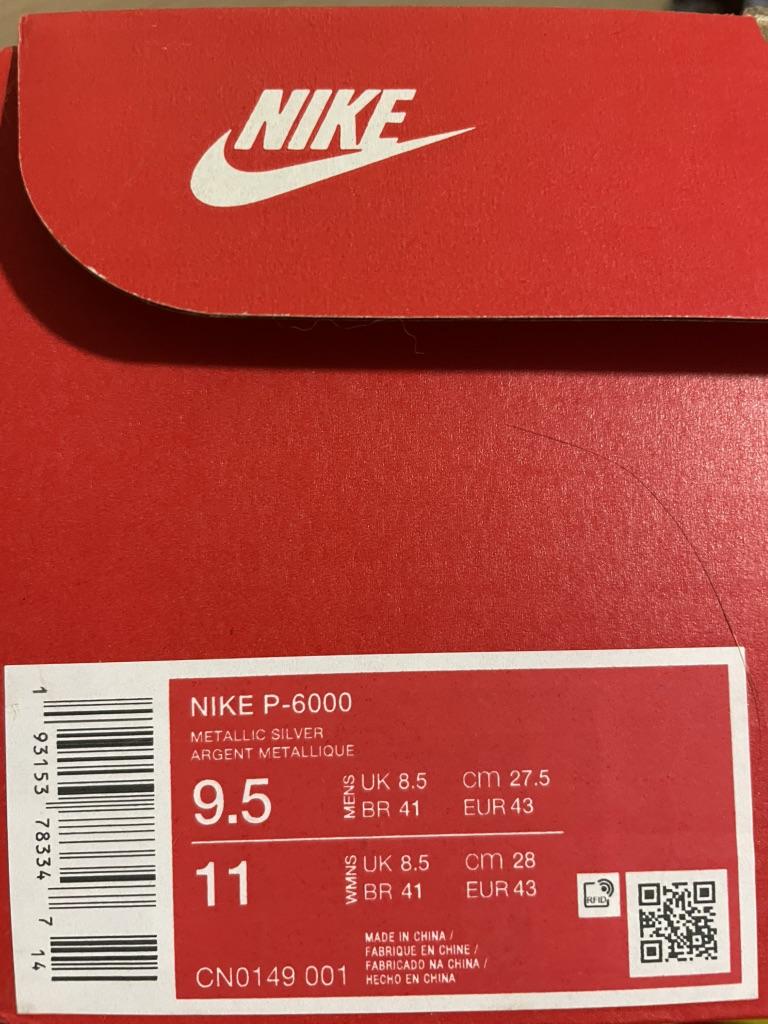 NIKE
NIKE P-6000
METALLIC SILVER
ARGENT METALLIQUE
9.5 MENS UK 8.5 cm 27.5
BR 41 EUR 43
11 WMNS UK 8.5 cm 28
BR 41 EUR 43
RFID
MADE IN CHINA /
FABRIQUE EN CHINE /
FABRICADO NA CHINA /
HECHO EN CHINA
CN0149 001
1 93153 78334 7 14